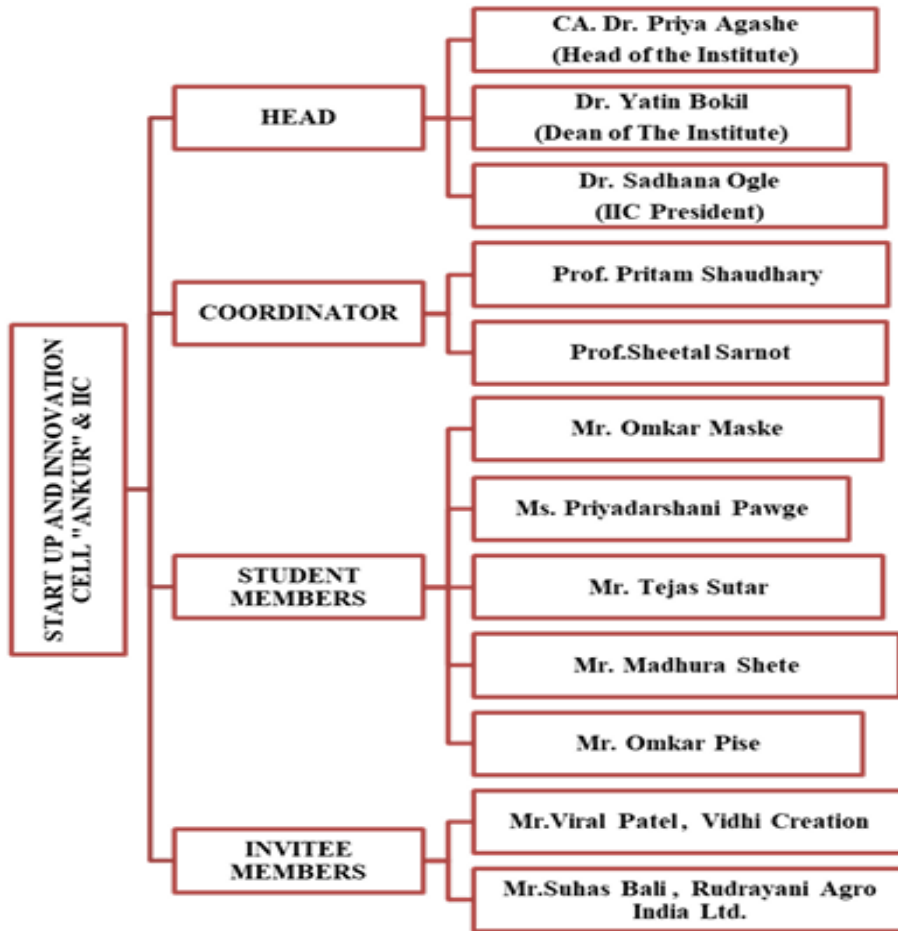 START UP AND INNOVATION
CELL "ANKUR" & IIC
HEAD
CA. Dr. Priya Agashe
(Head of the Institute)
Dr. Yatin Bokil
(Dean of The Institute)
Dr. Sadhana Ogle
(IIC President)
COORDINATOR
Prof. Pritam Shaudhary
Prof.Sheetal Sarnot
STUDENT
MEMBERS
Mr. Omkar Maske
Ms. Priyadarshani Pawge
Mr. Tejas Sutar
Mr. Madhura Shete
Mr. Omkar Pise
INVITEE
MEMBERS
Mr.Viral Patel, Vidhi Creation
Mr.Suhas Bali, Rudrayani Agro
India Ltd.